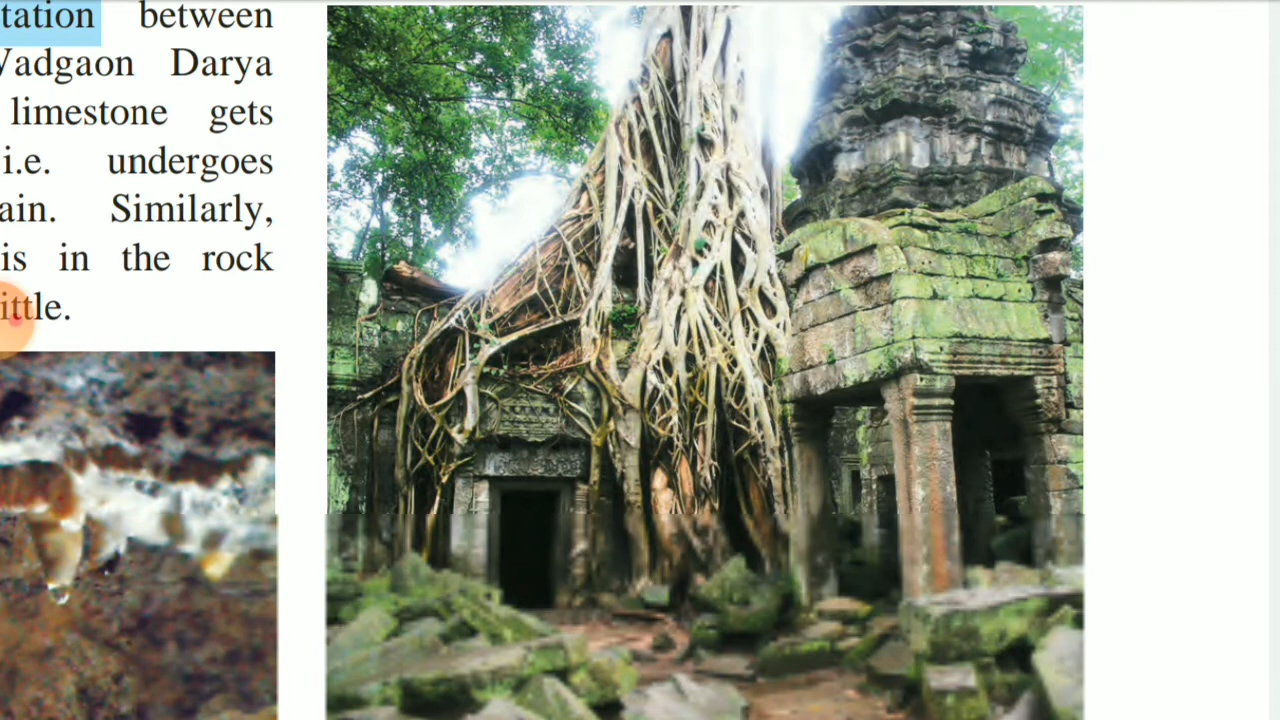 tation between
Vadgaon Darya
limestone gets
i.e. undergoes
ain. Similarly,
is in the rock
ittle.